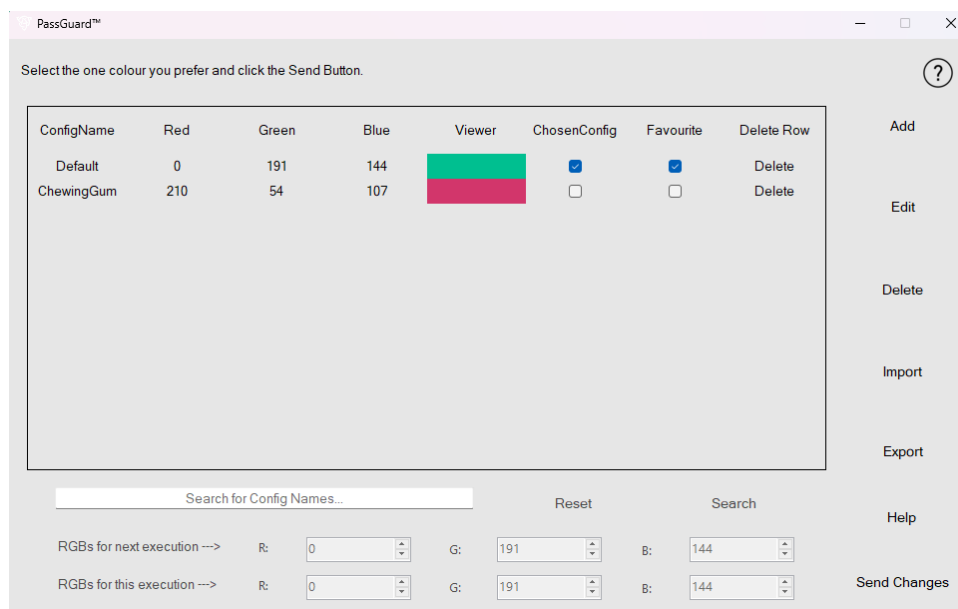 PassGuard™
Select the one colour you prefer and click the Send Button.
?
ConfigName Red Green Blue Viewer ChosenConfig Favourite Delete Row
Default 0 191 144 Delete
ChewingGum 210 54 107 Delete
Add
Edit
Delete
Import
Export
Help
Send Changes
Search for Config Names...
Reset
Search
RGBs for next execution ---> R: 0 G: 191 B: 144
RGBs for this execution ---> R: 0 G: 191 B: 144